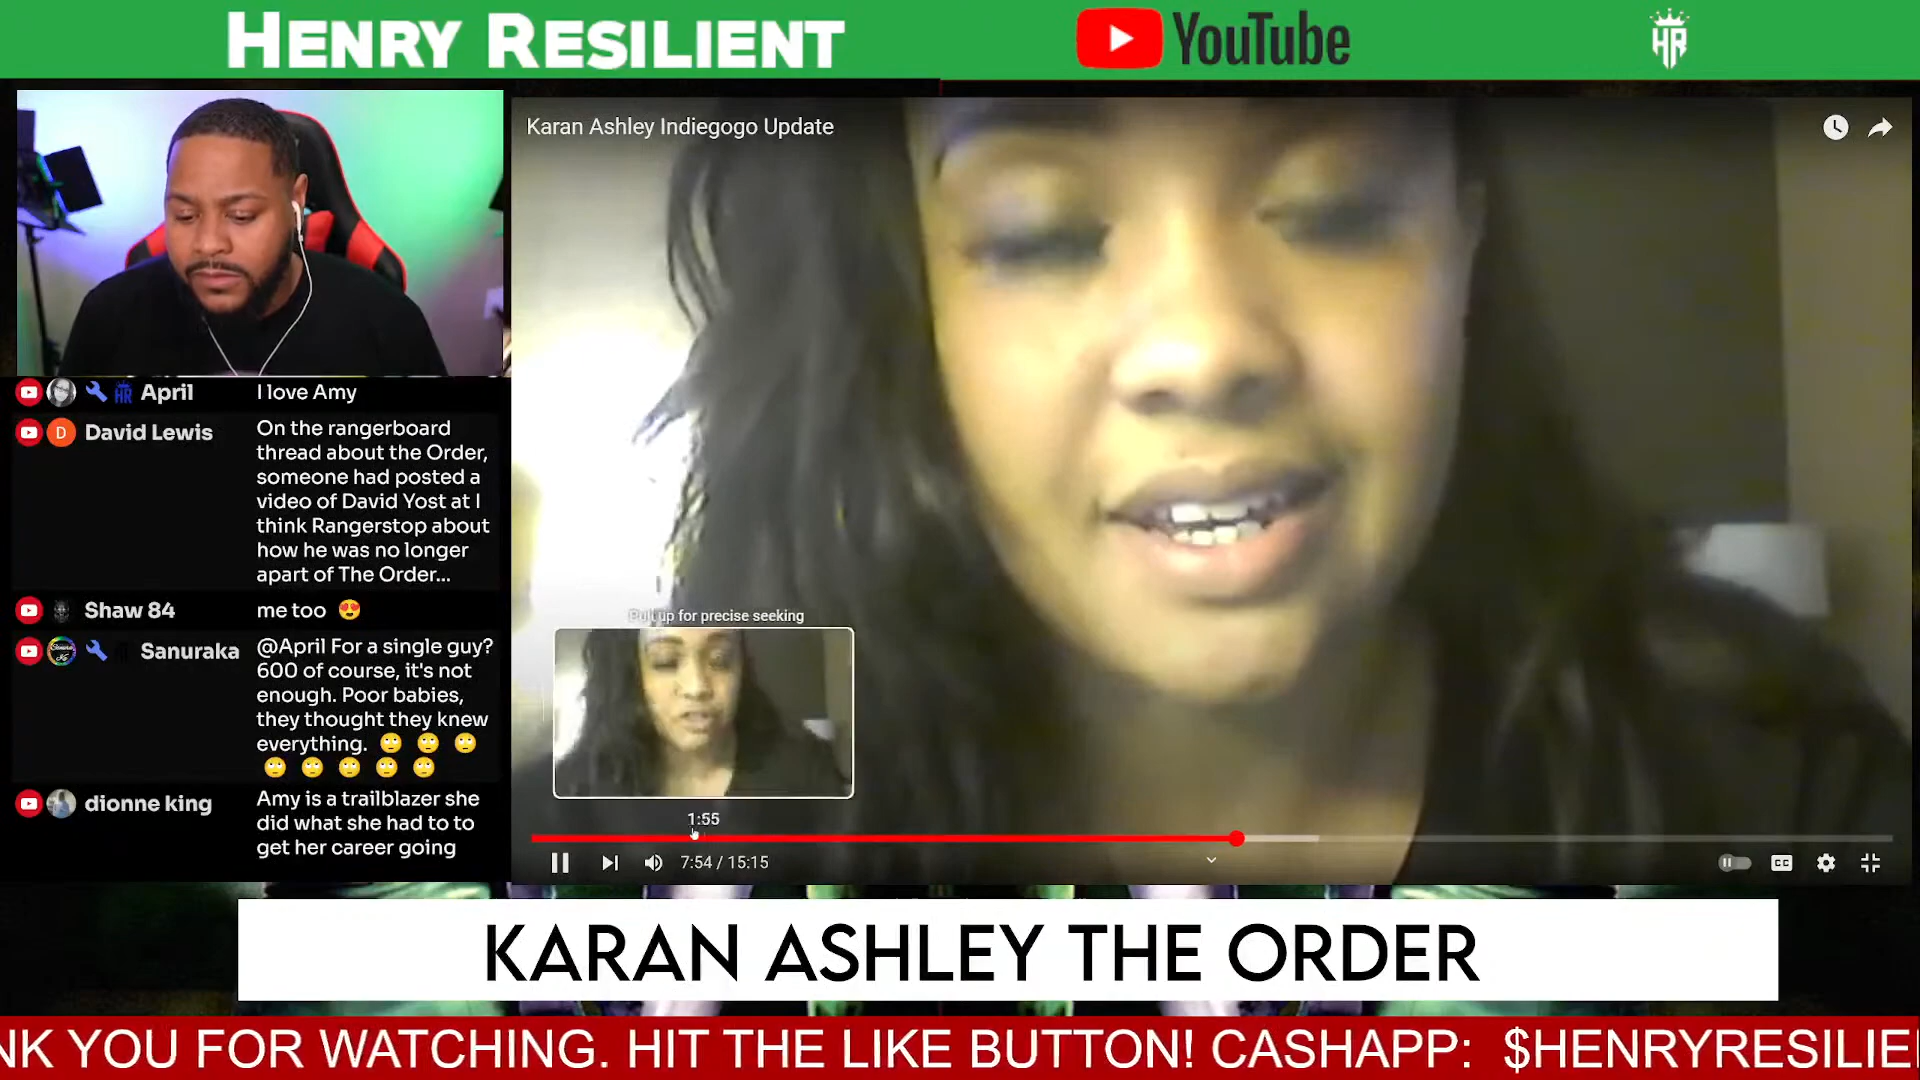 HENRY RESILIENT
YouTube
HR
Karan Ashley Indiegogo Update
April I love Amy
David Lewis On the rangerboard
thread about the Order,
someone had posted a
video of David Yost at I
think Rangerstop about
how he was no longer
apart of The Order...
Shaw 84 me too 😍
Sanuraka @April For a single guy?
600 of course, it's not
enough. Poor babies,
they thought they knew
everything. 🙄 🙄 🙄
🙄 🙄 🙄 🙄 🙄
dionne king Amy is a trailblazer she
did what she had to to
get her career going
Pull up for precise seeking
1:55
7:54 / 15:15
CC
KARAN ASHLEY THE ORDER
NK YOU FOR WATCHING. HIT THE LIKE BUTTON! CASHAPP: $HENRYRESILIE